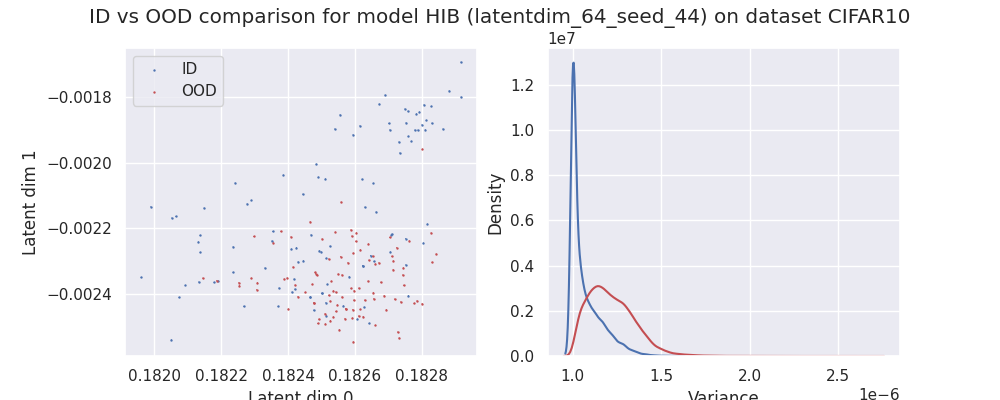 ID vs OOD comparison for model HIB (latentdim_64_seed_44) on dataset CIFAR10
ID
OOD
−0.0018
−0.0020
−0.0022
−0.0024
Latent dim 1
0.1820 0.1822 0.1824 0.1826 0.1828
Latent dim 0
1e7
1.2
1.0
0.8
0.6
0.4
0.2
0.0
Density
1.0 1.5 2.0 2.5
1e−6
Variance